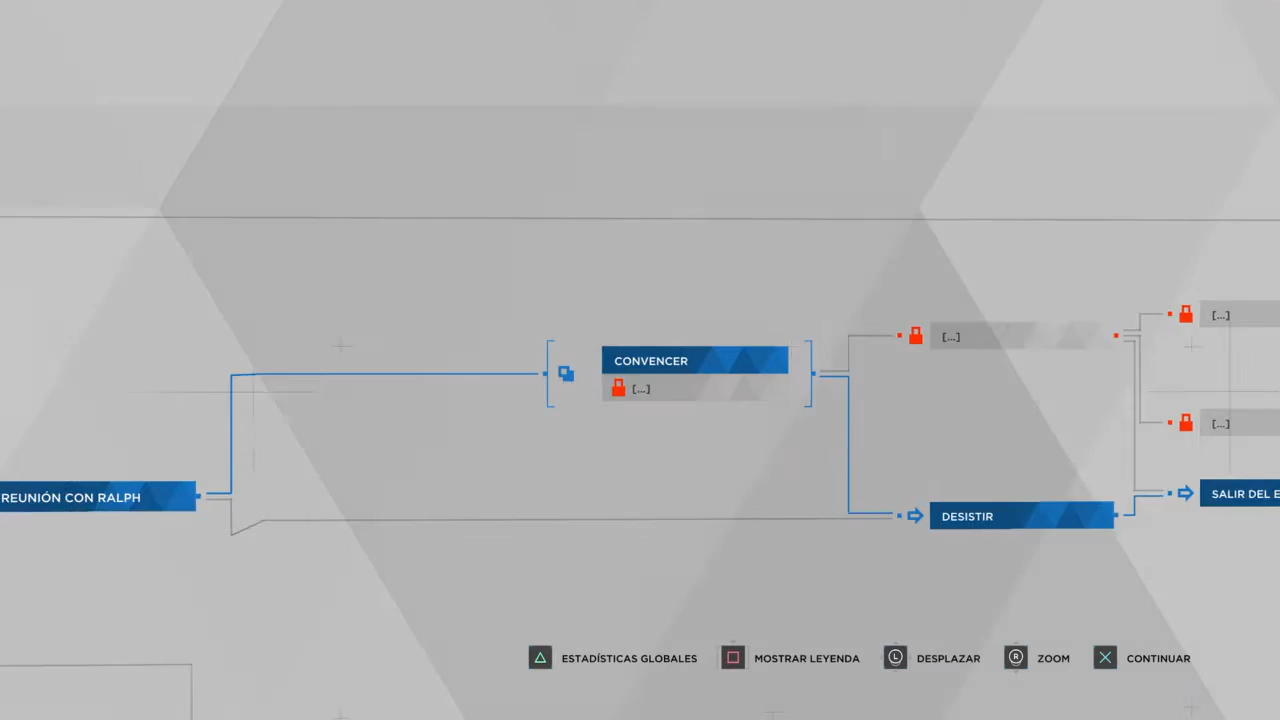 [...]
[...]
CONVENCER
[...]
[...]
REUNIÓN CON RALPH
SALIR DEL E
DESISTIR
ESTADÍSTICAS GLOBALES
MOSTRAR LEYENDA
L
DESPLAZAR
R
ZOOM
CONTINUAR